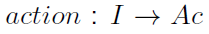 action : I → Ac